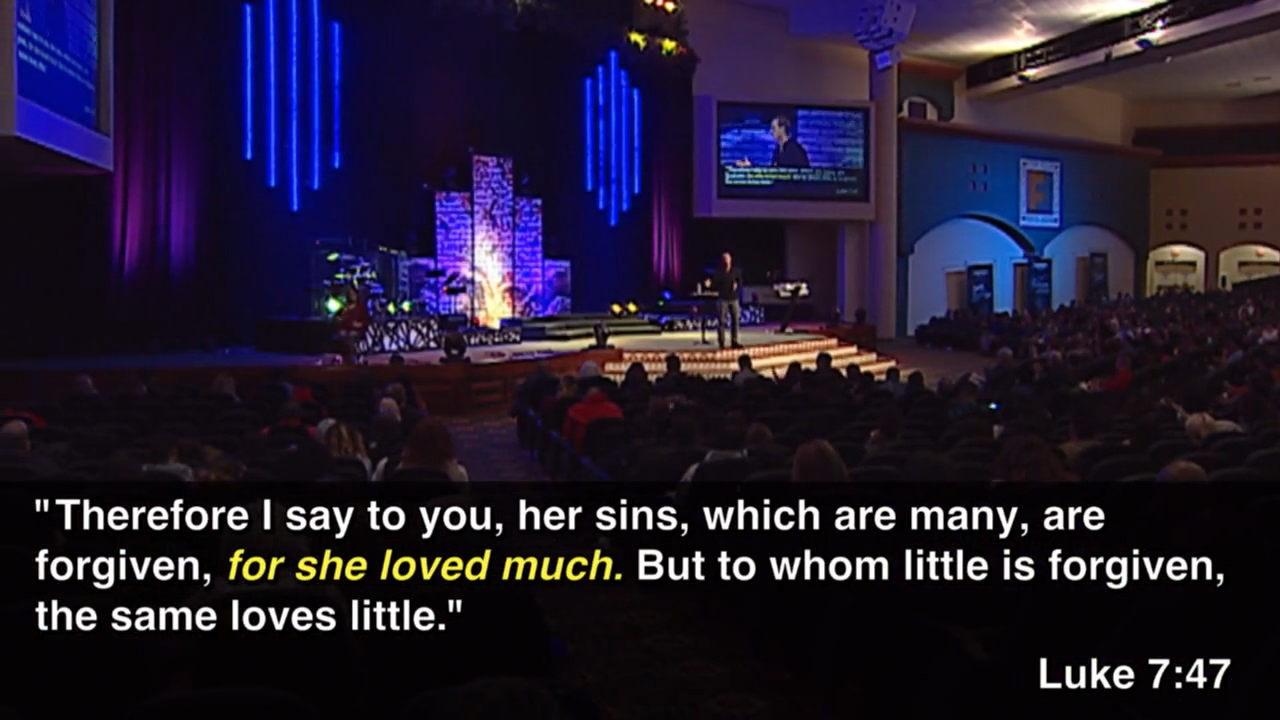 "Therefore I say to you, her sins, which are many, are
forgiven, for she loved much. But to whom little is forgiven,
the same loves little."
Luke 7:47